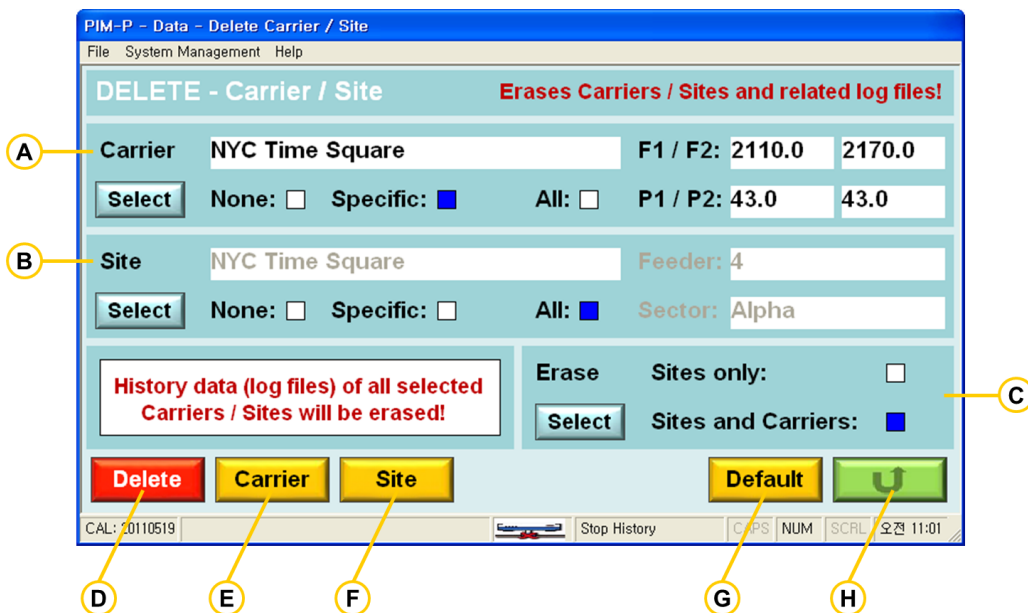 PIM-P - Data - Delete Carrier / Site
File System Management Help
DELETE - Carrier / Site Erases Carriers / Sites and related log files!
A Carrier NYC Time Square F1 / F2: 2110.0 2170.0
Select None: Specific: All: P1 / P2: 43.0 43.0
B Site NYC Time Square Feeder: 4
Select None: Specific: All: Sector: Alpha
History data (log files) of all selected
Carriers / Sites will be erased!
Erase Sites only:
Select Sites and Carriers:
C
Delete Carrier Site Default
CAL: 20110519 Stop History CAPS NUM SCRL 오전 11:01
D E F G H